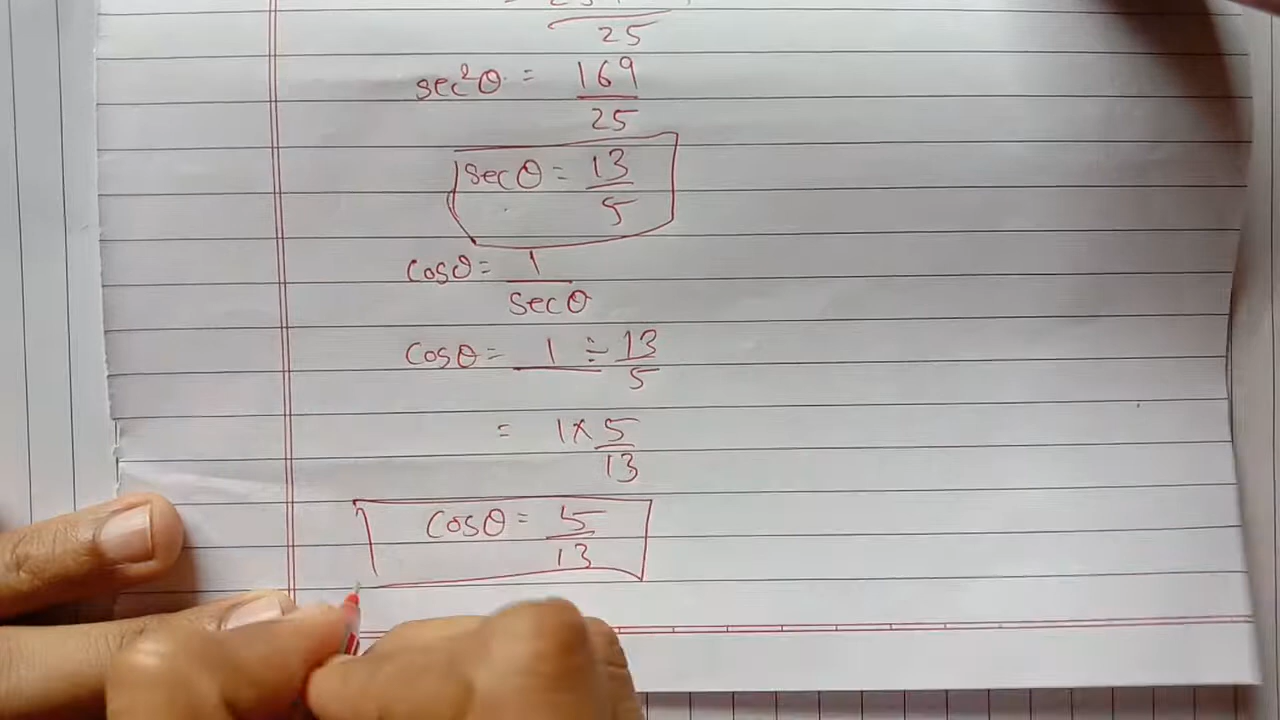 25
sec²θ = 169
25
secθ = 13
5
cosθ = 1
secθ
cosθ = 1 ÷ 13
5
= 1 × 5
13
cosθ = 5
13